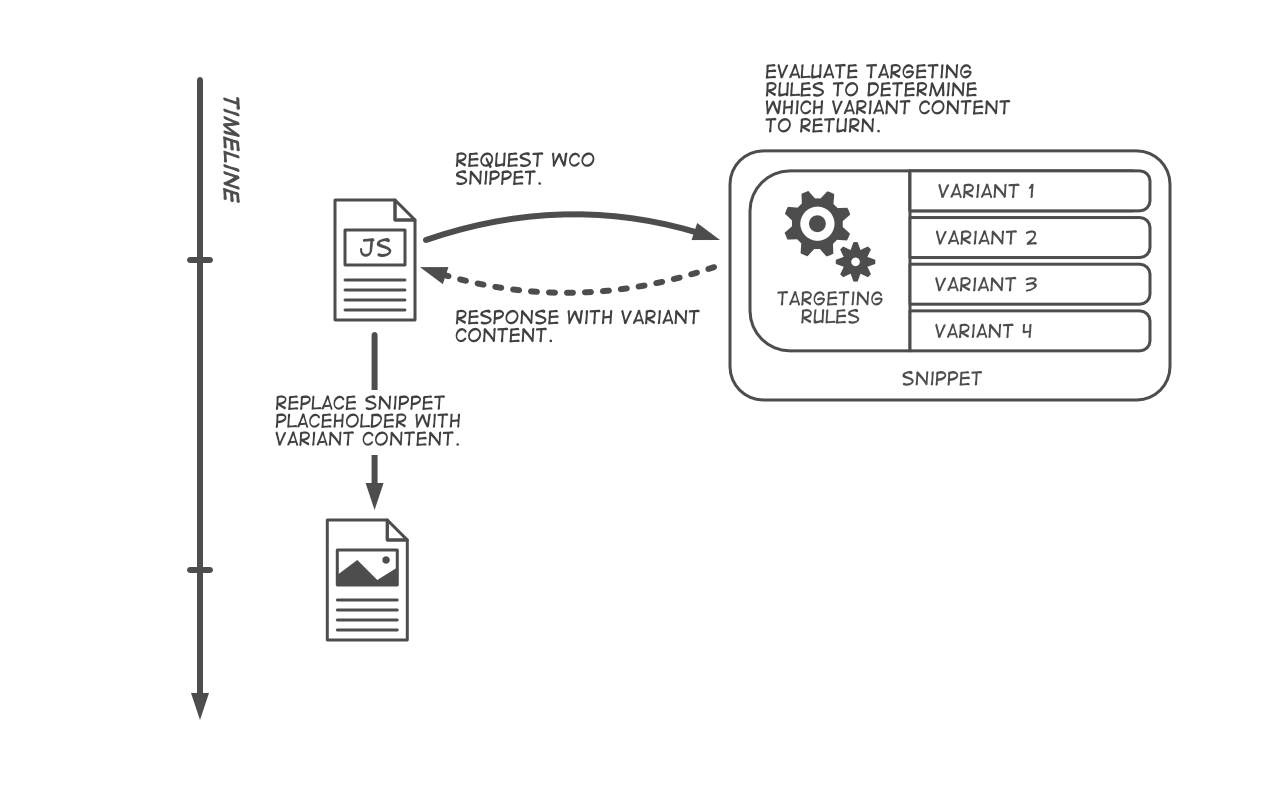 TIMELINE
EVALUATE TARGETING
RULES TO DETERMINE
WHICH VARIANT CONTENT
TO RETURN.
REQUEST WCO
SNIPPET.
JS
RESPONSE WITH VARIANT
CONTENT.
TARGETING
RULES
VARIANT 1
VARIANT 2
VARIANT 3
VARIANT 4
SNIPPET
REPLACE SNIPPET
PLACEHOLDER WITH
VARIANT CONTENT.